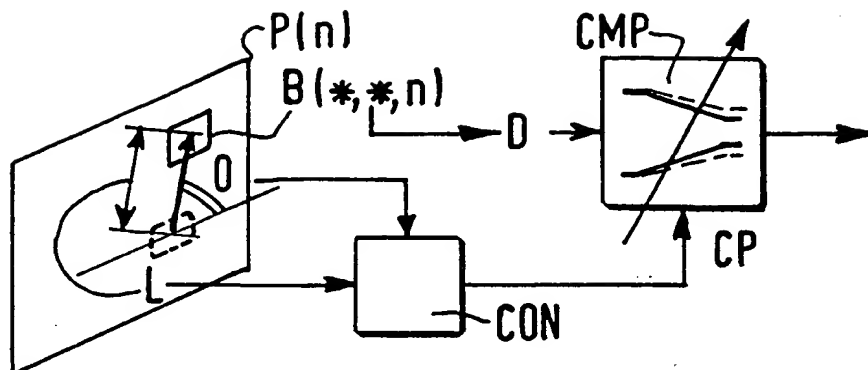 P(n)
CMP
B(*,*,n)
D
O
CP
L
CON